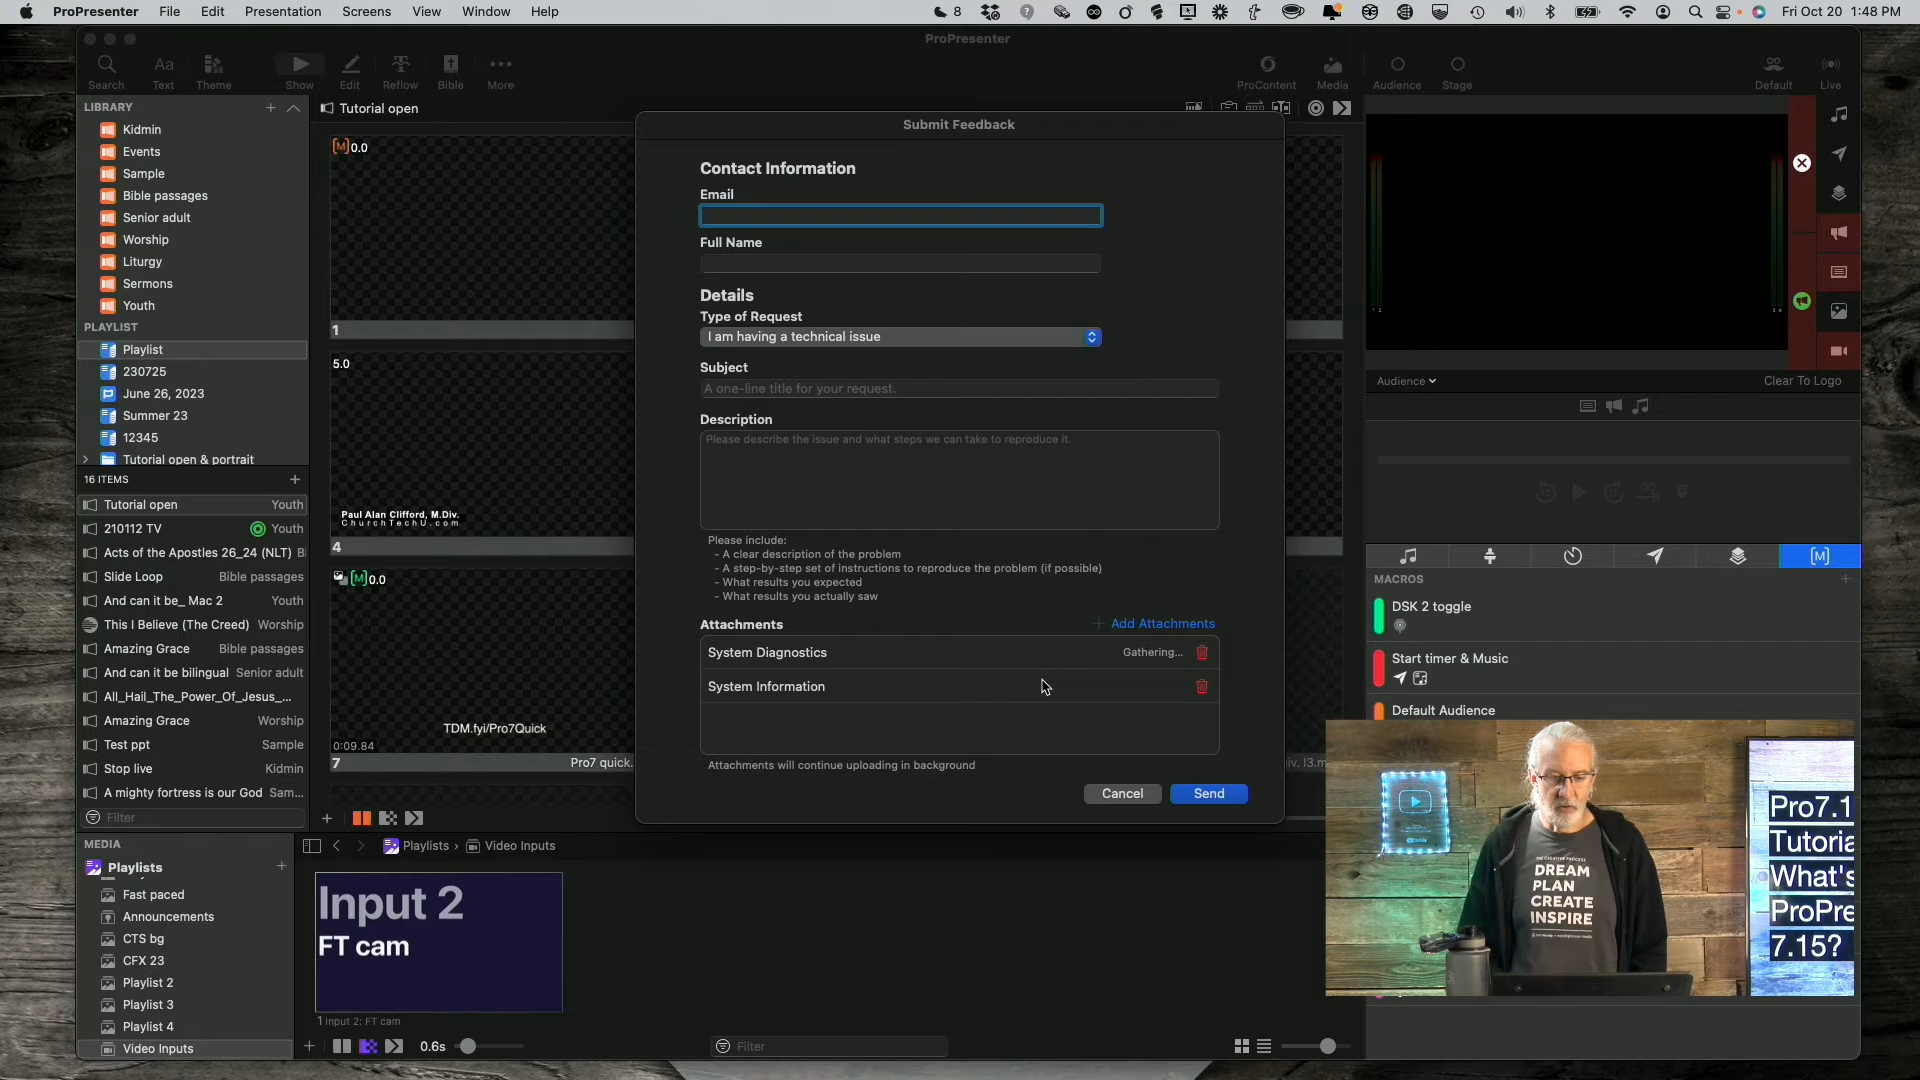 ProPresenter File Edit Presentation Screens View Window Help
8
Fri Oct 20 1:48 PM
ProPresenter
Search Text Theme Show Edit Reflow Bible More
ProContent Media Audience Stage Default Live
LIBRARY
Kidmin
Events
Sample
Bible passages
Senior adult
Worship
Liturgy
Sermons
Youth
PLAYLIST
Playlist
230725
June 26, 2023
Summer 23
12345
Tutorial open & portrait
16 ITEMS
Tutorial open Youth
210112 TV Youth
Acts of the Apostles 26_24 (NLT) Bi
Slide Loop Bible passages
And can it be_ Mac 2 Youth
This I Believe (The Creed) Worship
Amazing Grace Bible passages
And can it be bilingual Senior adult
All_Hail_The_Power_Of_Jesus_...
Amazing Grace Worship
Test ppt Sample
Stop live Kidmin
A mighty fortress is our God Sam...
Filter
MEDIA
Playlists
Fast paced
Announcements
CTS bg
CFX 23
Playlist 2
Playlist 3
Playlist 4
Video Inputs
Tutorial open
[M] 0.0
1
5.0
Paul Alan Clifford, M.Div.
ChurchTechU.com
4
[M] 0.0
TDM.fyi/Pro7Quick
0:09.84
7 Pro7 quick.
Submit Feedback
Contact Information
Email
Full Name
Details
Type of Request
I am having a technical issue
Subject
A one-line title for your request.
Description
Please describe the issue and what steps we can take to reproduce it.
Please include:
- A clear description of the problem
- A step-by-step set of instructions to reproduce the problem (if possible)
- What results you expected
- What results you actually saw
Attachments
Add Attachments
System Diagnostics Gathering...
System Information
Attachments will continue uploading in background
Cancel Send
Playlists › Video Inputs
Input 2
FT cam
1 Input 2: FT cam
0.6s
Filter
Audience
Clear To Logo
[M]
MACROS
DSK 2 toggle
Start timer & Music
Default Audience
THE CREATIVE PROCESS
DREAM
PLAN
CREATE
INSPIRE
Pro7.1
Tutoria
What's
ProPre
7.15?